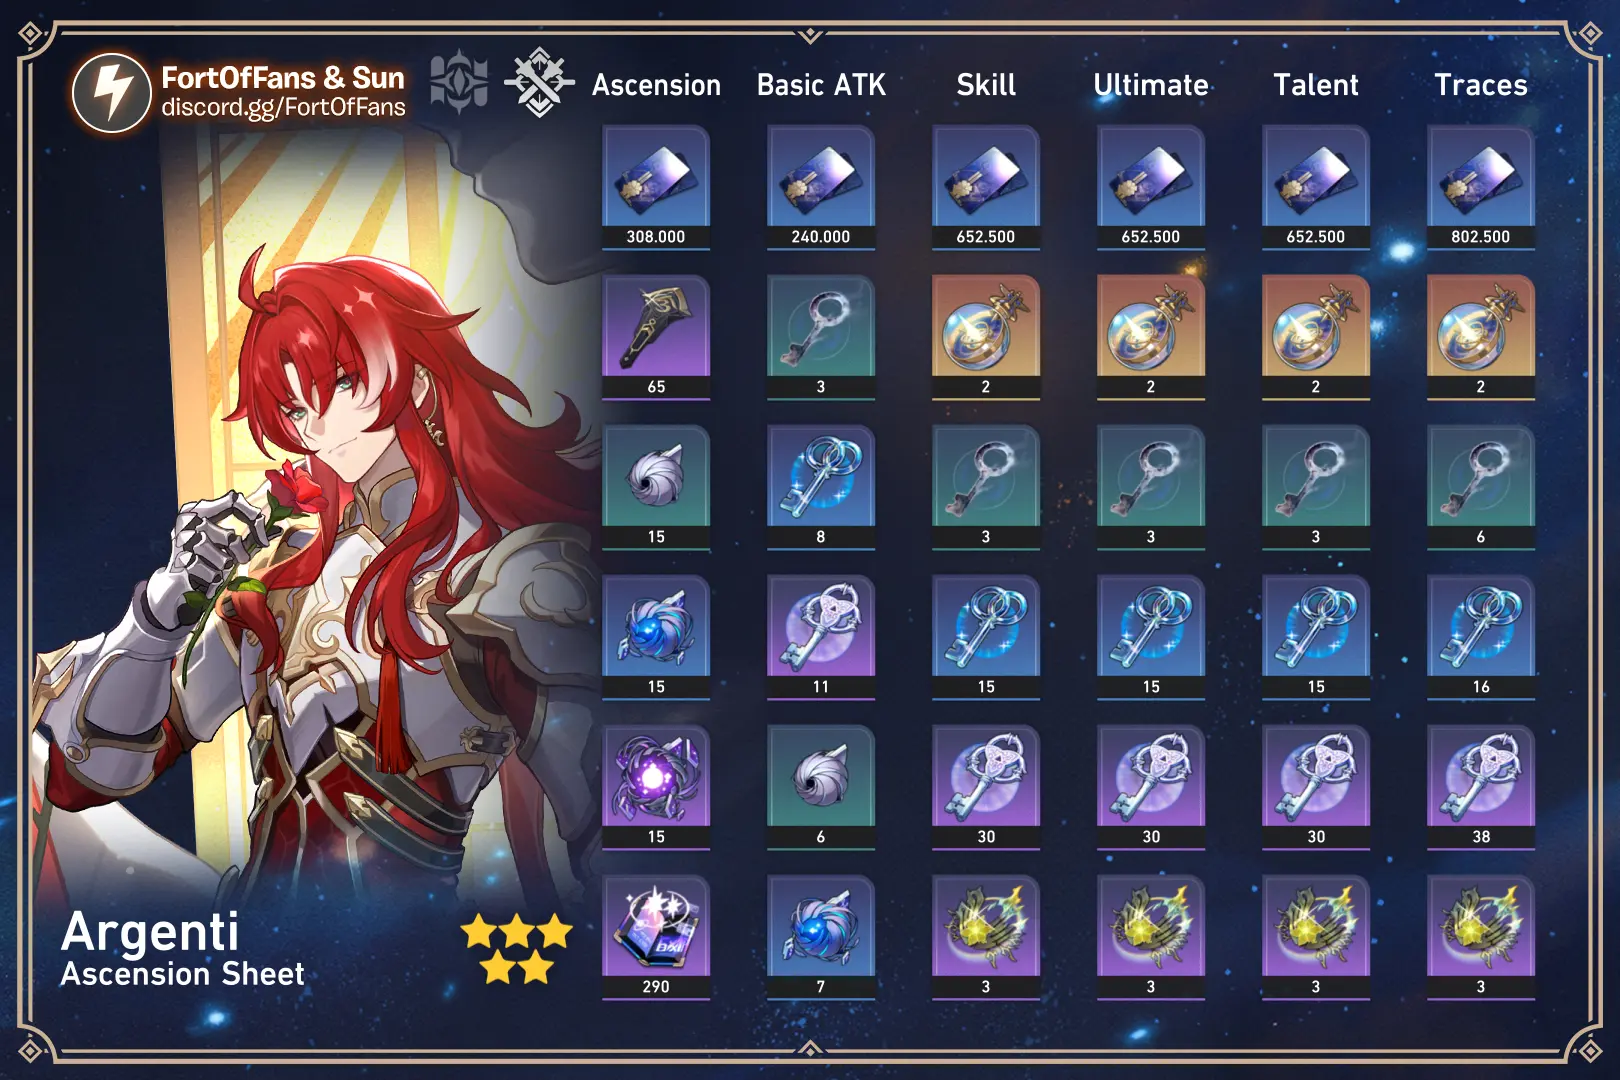 FortOfFans & Sun
discord.gg/FortOfFans
Ascension Basic ATK Skill Ultimate Talent Traces
308.000 240.000 652.500 652.500 652.500 802.500
65 3 2 2 2 2
15 8 3 3 3 6
15 11 15 15 15 16
15 6 30 30 30 38
290 7 3 3 3 3
Argenti
Ascension Sheet